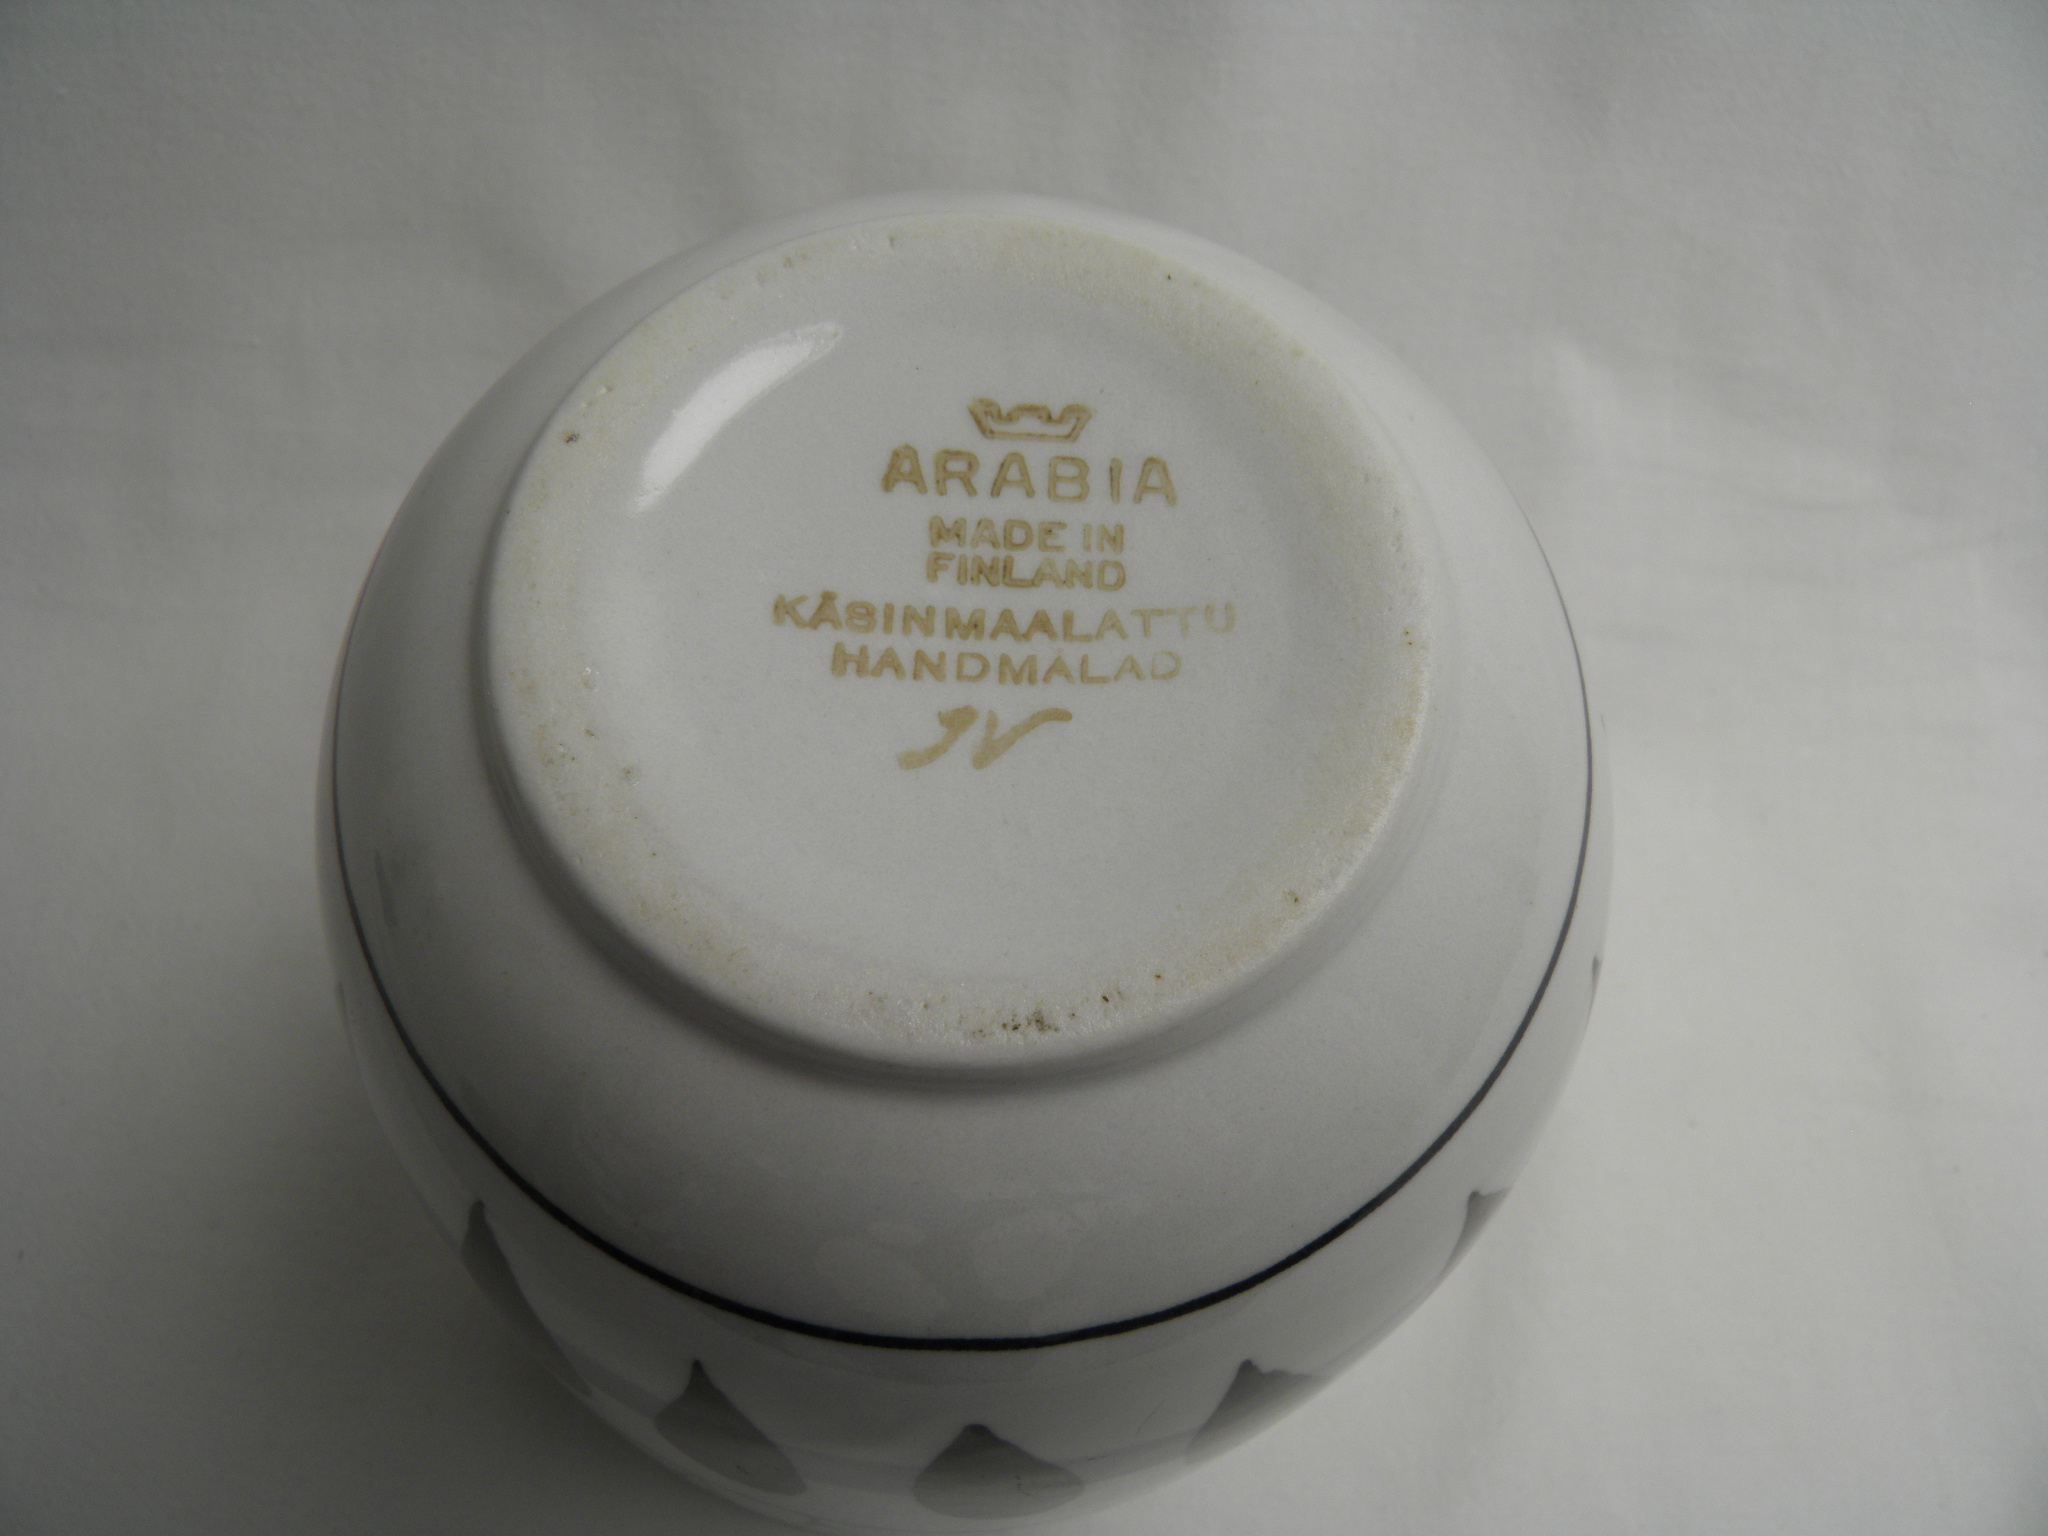 ARABIA
MADE IN
FINLAND
KÄSINMAALATTU
HANDMÅLAD
JV